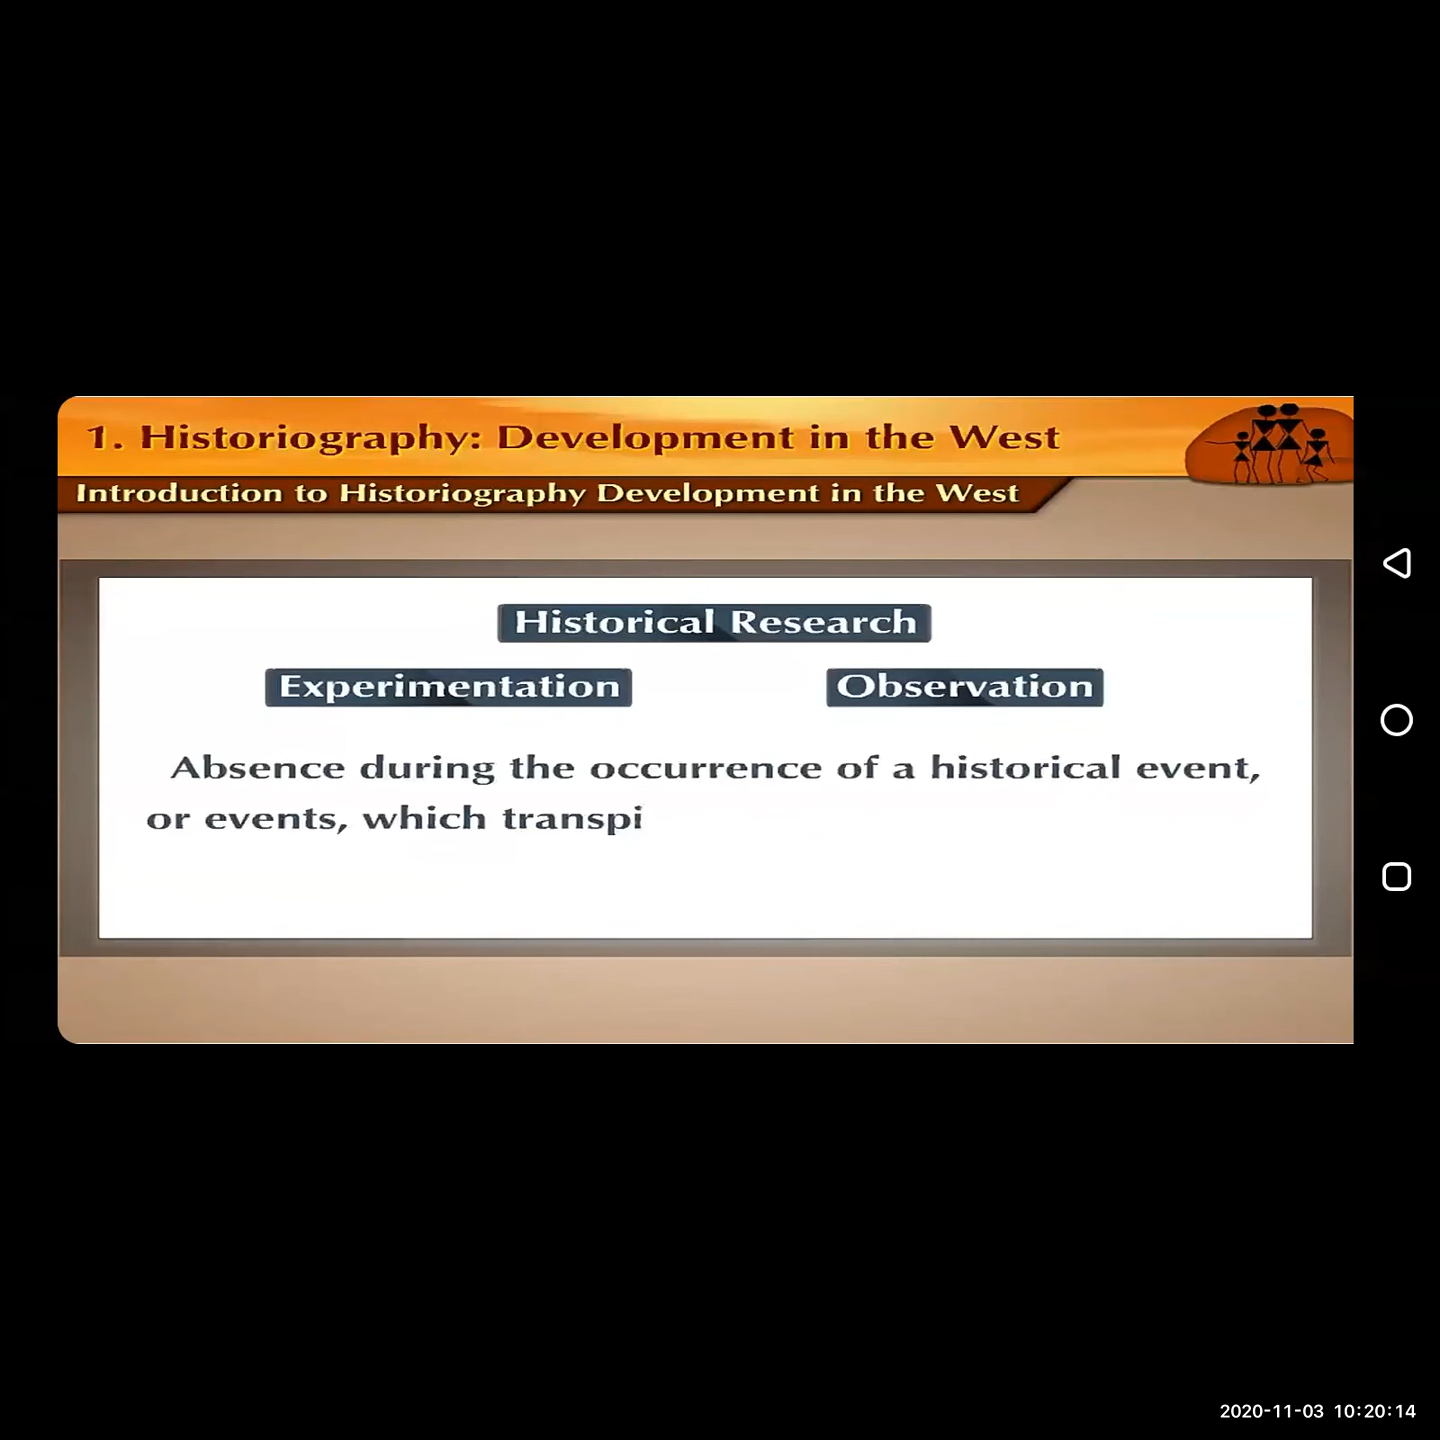 1. Historiography: Development in the West
Introduction to Historiography Development in the West
Historical Research
Experimentation
Observation
Absence during the occurrence of a historical event,
or events, which transpi
2020-11-03 10:20:14